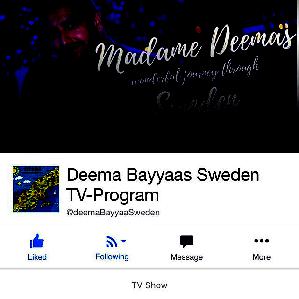 Madame Deema's
wonderful journey through
Sweden
Deema Bayyaas Sweden
TV-Program
@deemaBayyaaSweden
Liked
Following
Message
More
TV Show